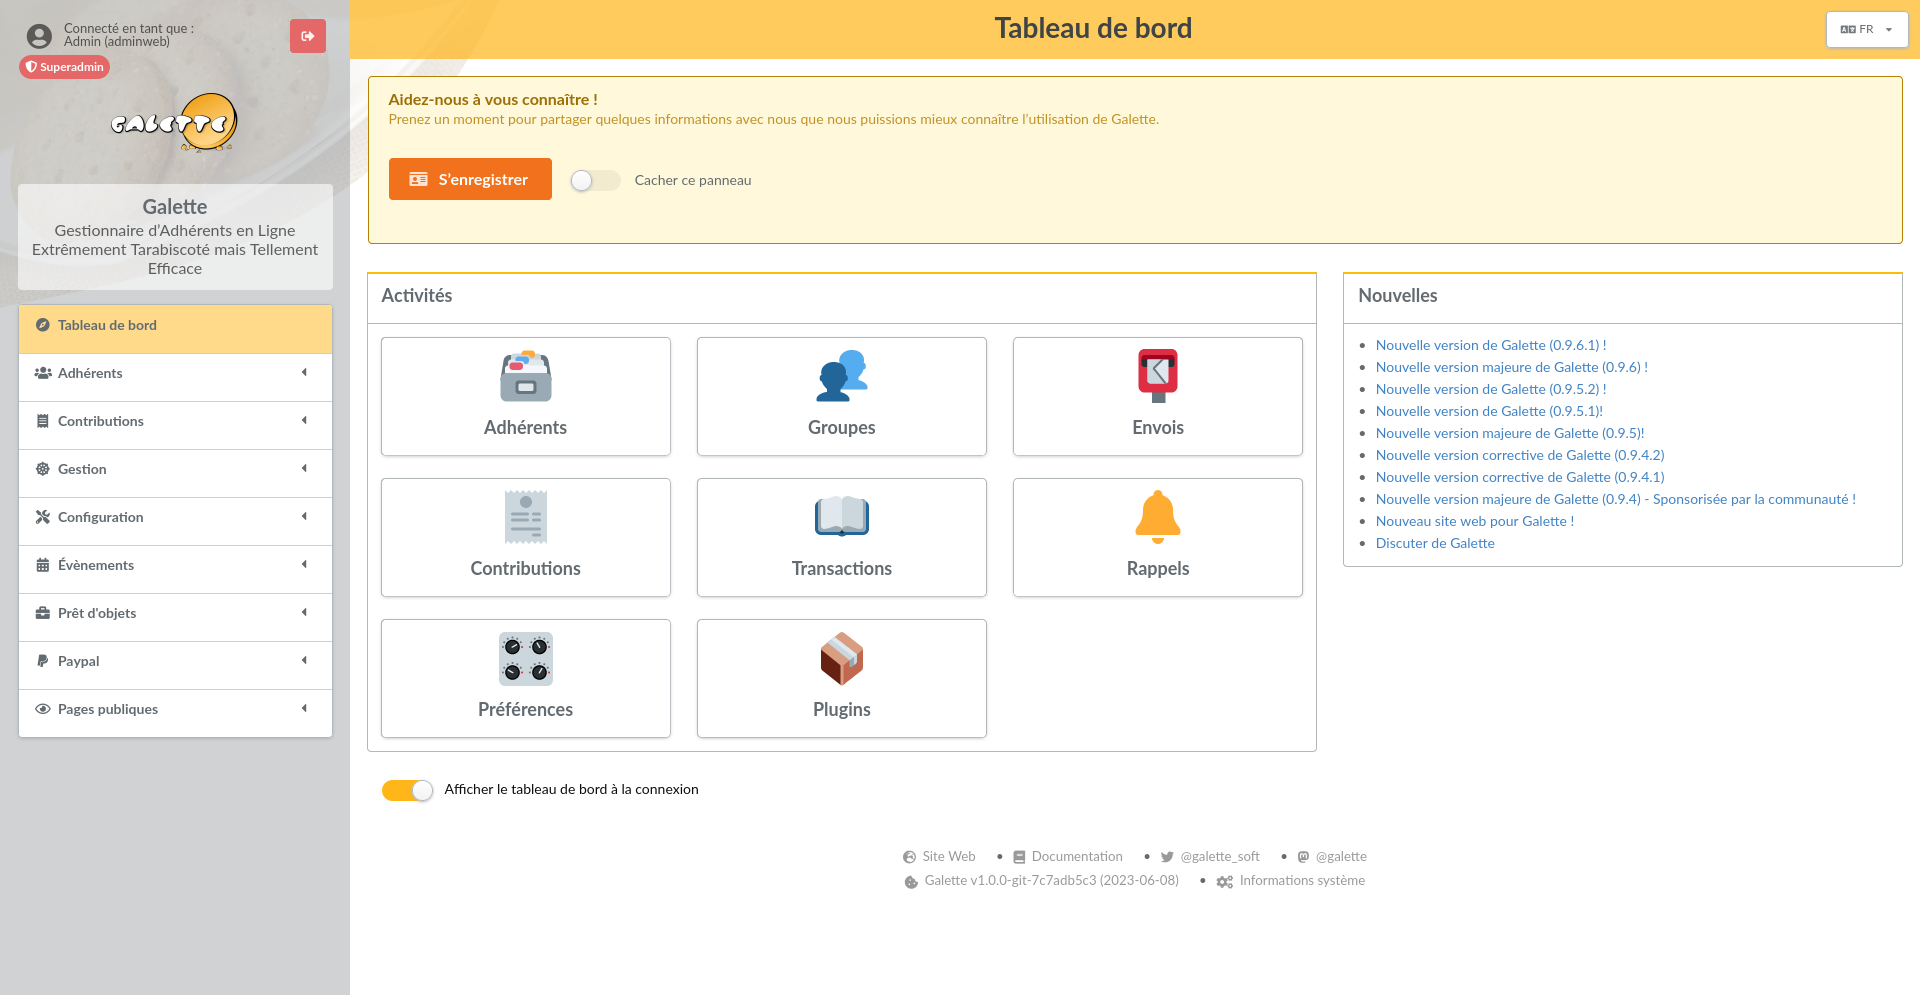 Connecté en tant que :
Admin (adminweb)
Superadmin
GALETTE
Galette
Gestionnaire d’Adhérents en Ligne
Extrêmement Tarabiscoté mais Tellement
Efficace
Tableau de bord
Adhérents
Contributions
Gestion
Configuration
Évènements
Prêt d'objets
Paypal
Pages publiques
Tableau de bord
FR
Aidez-nous à vous connaître !
Prenez un moment pour partager quelques informations avec nous que nous puissions mieux connaître l’utilisation de Galette.
S’enregistrer
Cacher ce panneau
Activités
Adhérents
Groupes
Envois
Contributions
Transactions
Rappels
Préférences
Plugins
Afficher le tableau de bord à la connexion
Nouvelles
Nouvelle version de Galette (0.9.6.1) !
Nouvelle version majeure de Galette (0.9.6) !
Nouvelle version de Galette (0.9.5.2) !
Nouvelle version de Galette (0.9.5.1)!
Nouvelle version majeure de Galette (0.9.5)!
Nouvelle version corrective de Galette (0.9.4.2)
Nouvelle version corrective de Galette (0.9.4.1)
Nouvelle version majeure de Galette (0.9.4) - Sponsorisée par la communauté !
Nouveau site web pour Galette !
Discuter de Galette
Site Web • Documentation • @galette_soft • @galette
Galette v1.0.0-git-7c7adb5c3 (2023-06-08) • Informations système